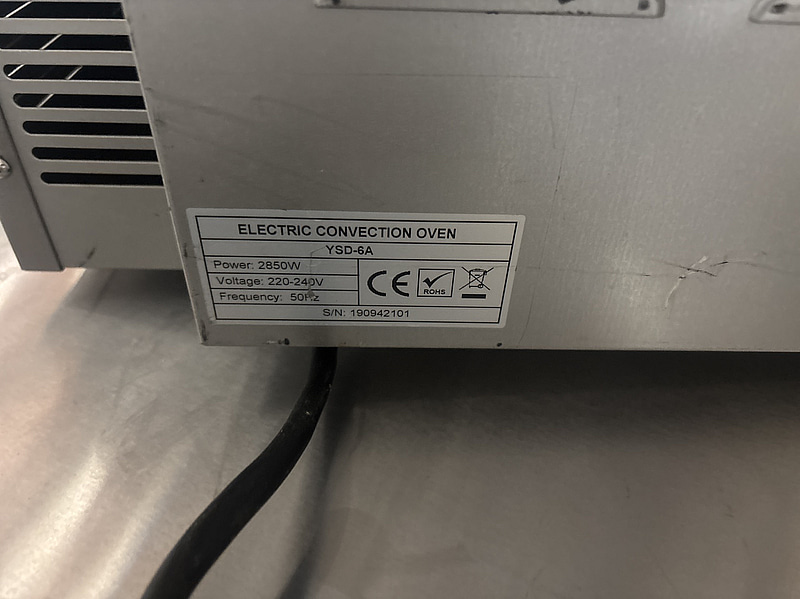 ELECTRIC CONVECTION OVEN
YSD-6A
Power: 2850W
Voltage: 220-240V
Frequency: 50Hz
CE
ROHS
S/N: 190942101